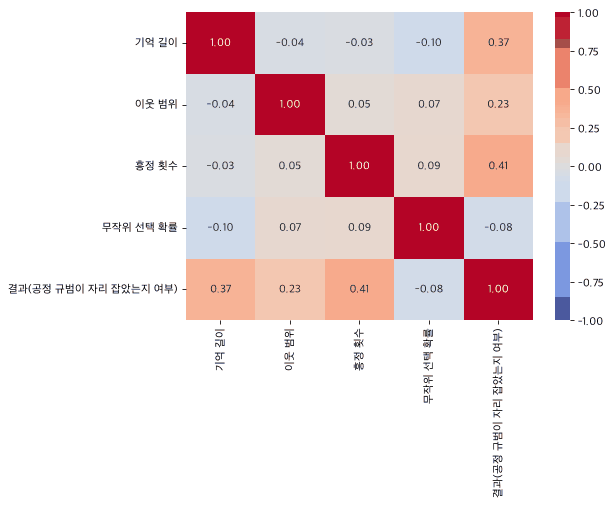 기억 길이 1.00 -0.04 -0.03 -0.10 0.37
이웃 범위 -0.04 1.00 0.05 0.07 0.23
흥정 횟수 -0.03 0.05 1.00 0.09 0.41
무작위 선택 확률 -0.10 0.07 0.09 1.00 -0.08
결과(공정 규범이 자리 잡았는지 여부) 0.37 0.23 0.41 -0.08 1.00
기억 길이
이웃 범위
흥정 횟수
무작위 선택 확률
결과(공정 규범이 자리 잡았는지 여부)
1.00
0.75
0.50
0.25
0.00
-0.25
-0.50
-0.75
-1.00